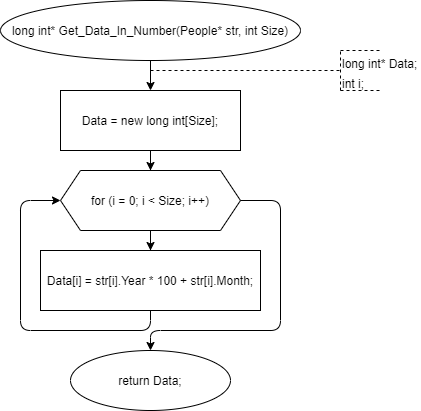 long int* Get_Data_In_Number(People* str, int Size)
long int* Data;
int i;
Data = new long int[Size];
for (i = 0; i < Size; i++)
Data[i] = str[i].Year * 100 + str[i].Month;
return Data;